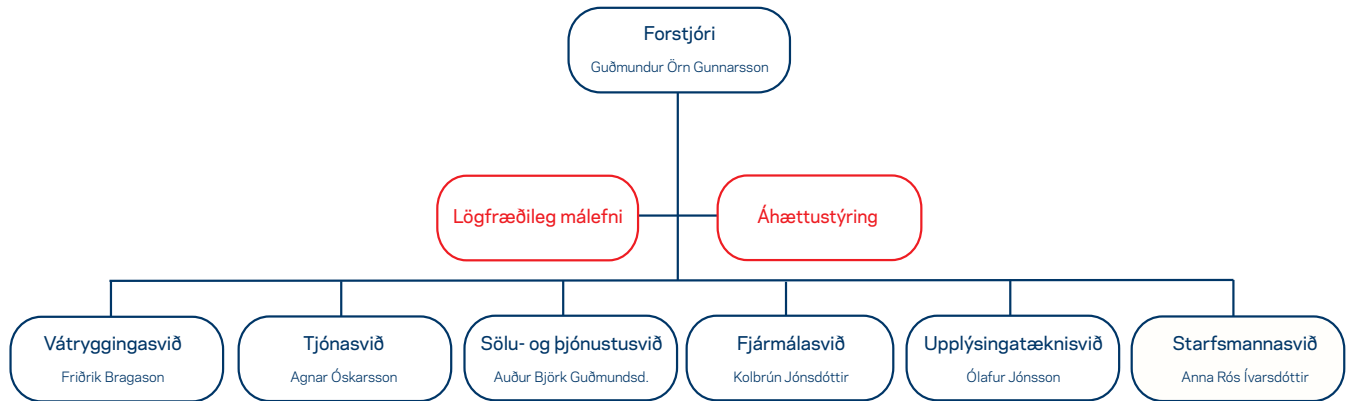 Forstjóri
Guðmundur Örn Gunnarsson
Lögfræðileg málefni
Áhættustýring
Vátryggingasvið
Friðrik Bragason
Tjónasvið
Agnar Óskarsson
Sölu- og þjónustusvið
Auður Björk Guðmundsd.
Fjármálasvið
Kolbrún Jónsdóttir
Upplýsingatæknisvið
Ólafur Jónsson
Starfsmannasvið
Anna Rós Ívarsdóttir